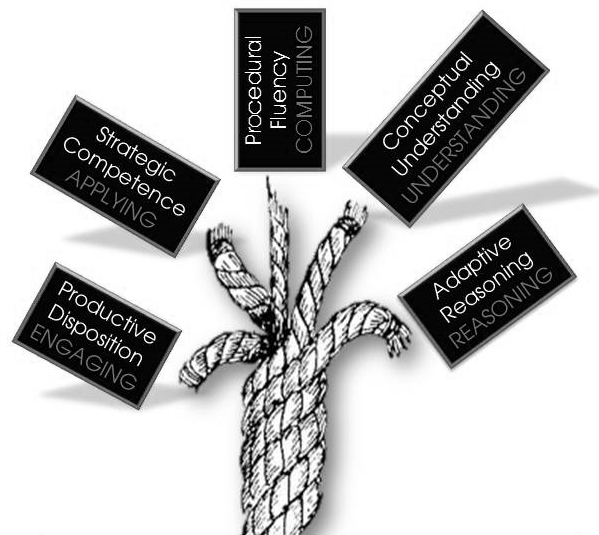 Procedural
Fluency
COMPUTING
Conceptual
Understanding
UNDERSTANDING
Strategic
Competence
APPLYING
Adaptive
Reasoning
REASONING
Productive
Disposition
ENGAGING